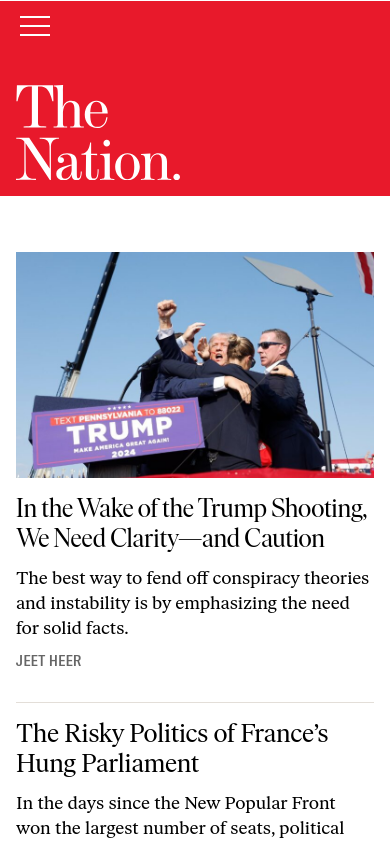 The
Nation.
TEXT PENNSYLVANIA TO 88022
TRUMP
MAKE AMERICA GREAT AGAIN!
2024
In the Wake of the Trump Shooting,
We Need Clarity—and Caution
The best way to fend off conspiracy theories
and instability is by emphasizing the need
for solid facts.
JEET HEER
The Risky Politics of France’s
Hung Parliament
In the days since the New Popular Front
won the largest number of seats, political